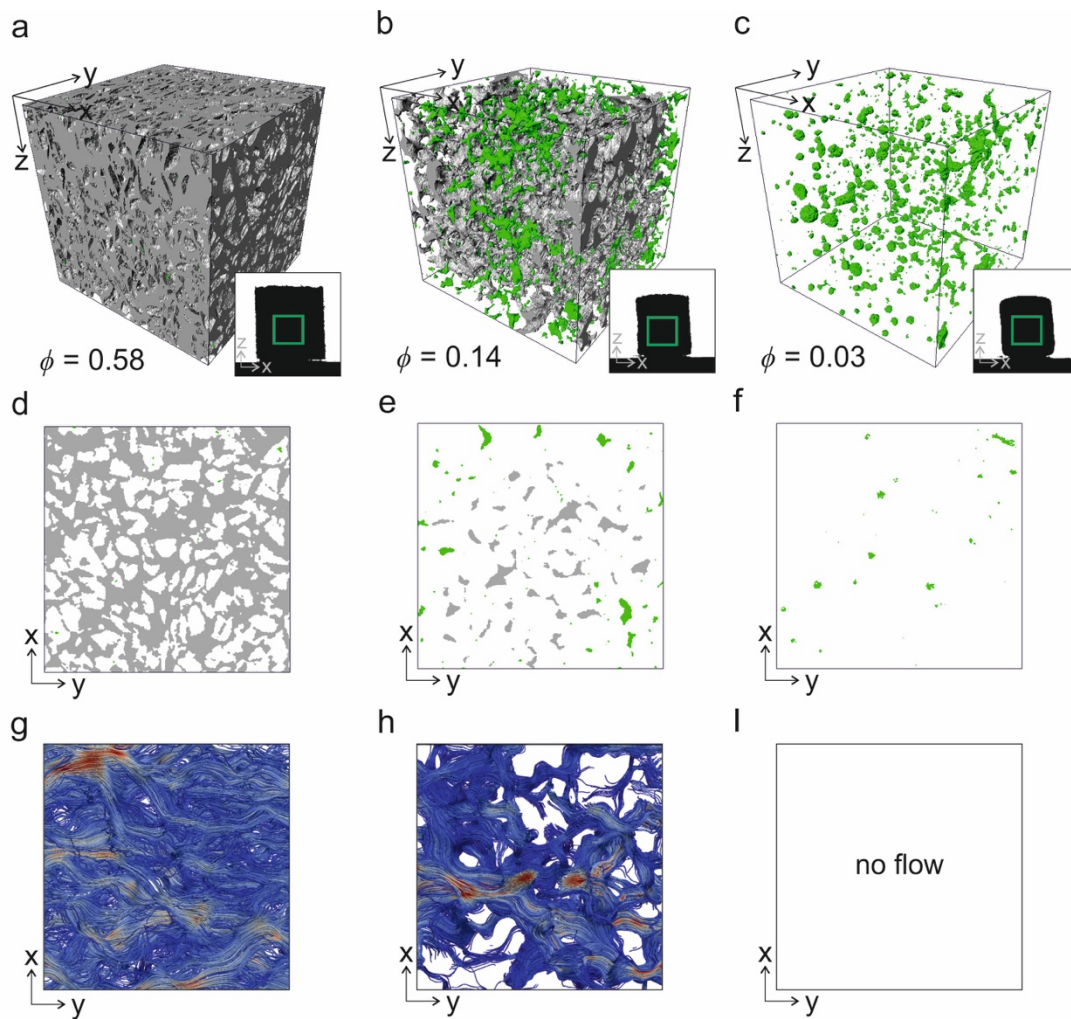 a
b
c
y
x
z
y
x
z
y
x
z
z
x
z
x
z
x
ϕ = 0.58
ϕ = 0.14
ϕ = 0.03
d
e
f
x
y
x
y
x
y
g
h
I
no flow
x
y
x
y
x
y